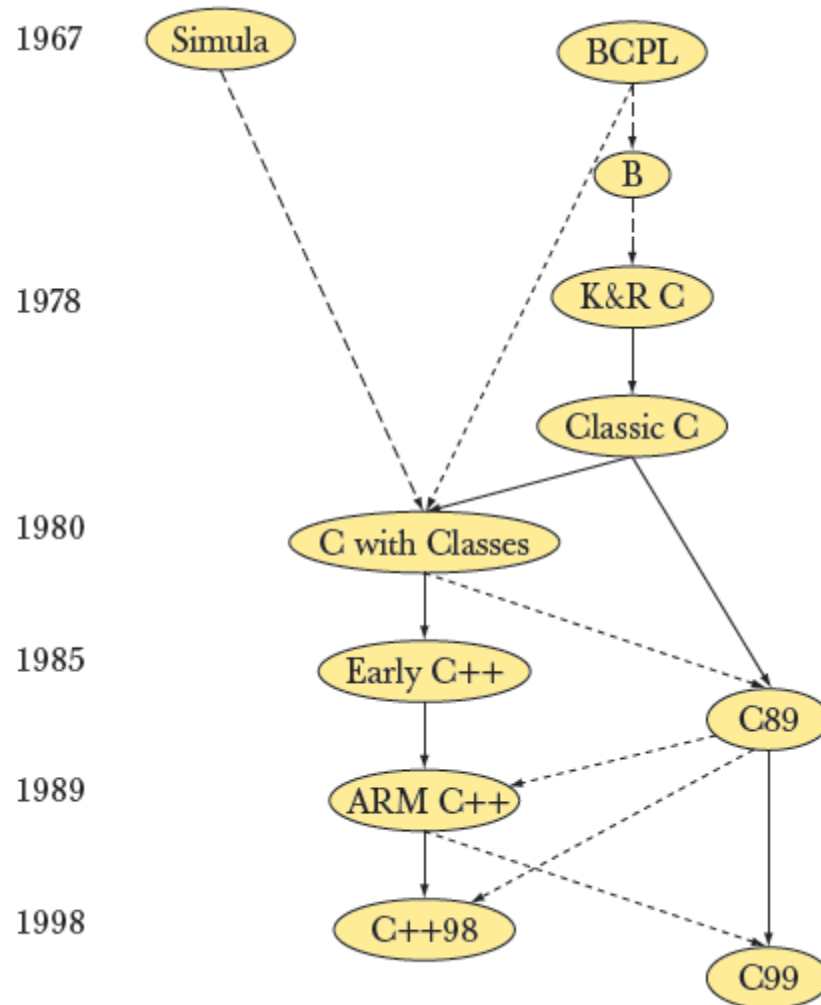 1967
Simula
BCPL
B
1978
K&R C
Classic C
1980
C with Classes
1985
Early C++
C89
1989
ARM C++
1998
C++98
C99